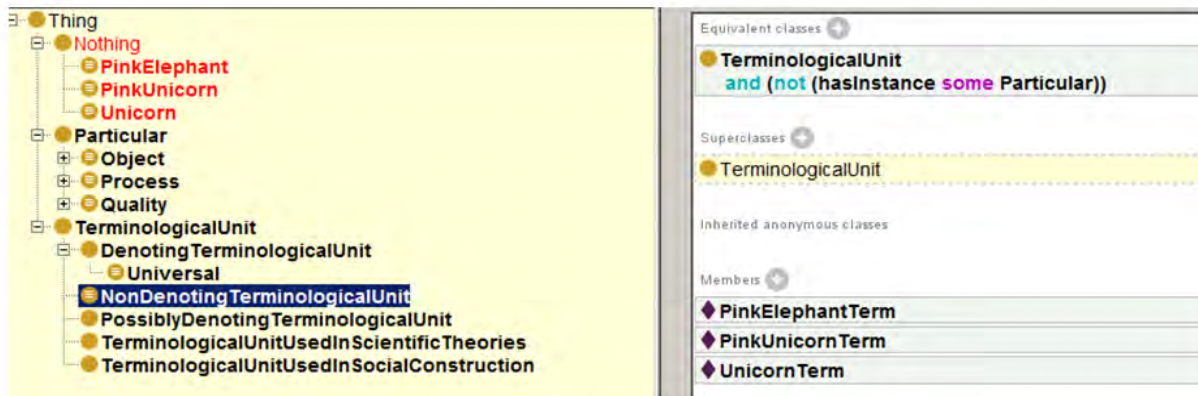 Thing
Nothing
PinkElephant
PinkUnicorn
Unicorn
Particular
Object
Process
Quality
TerminologicalUnit
DenotingTerminologicalUnit
Universal
NonDenotingTerminologicalUnit
PossiblyDenotingTerminologicalUnit
TerminologicalUnitUsedInScientificTheories
TerminologicalUnitUsedInSocialConstruction
Equivalent classes
TerminologicalUnit
and (not (hasInstance some Particular))
Superclasses
TerminologicalUnit
Inherited anonymous classes
Members
PinkElephantTerm
PinkUnicornTerm
UnicornTerm